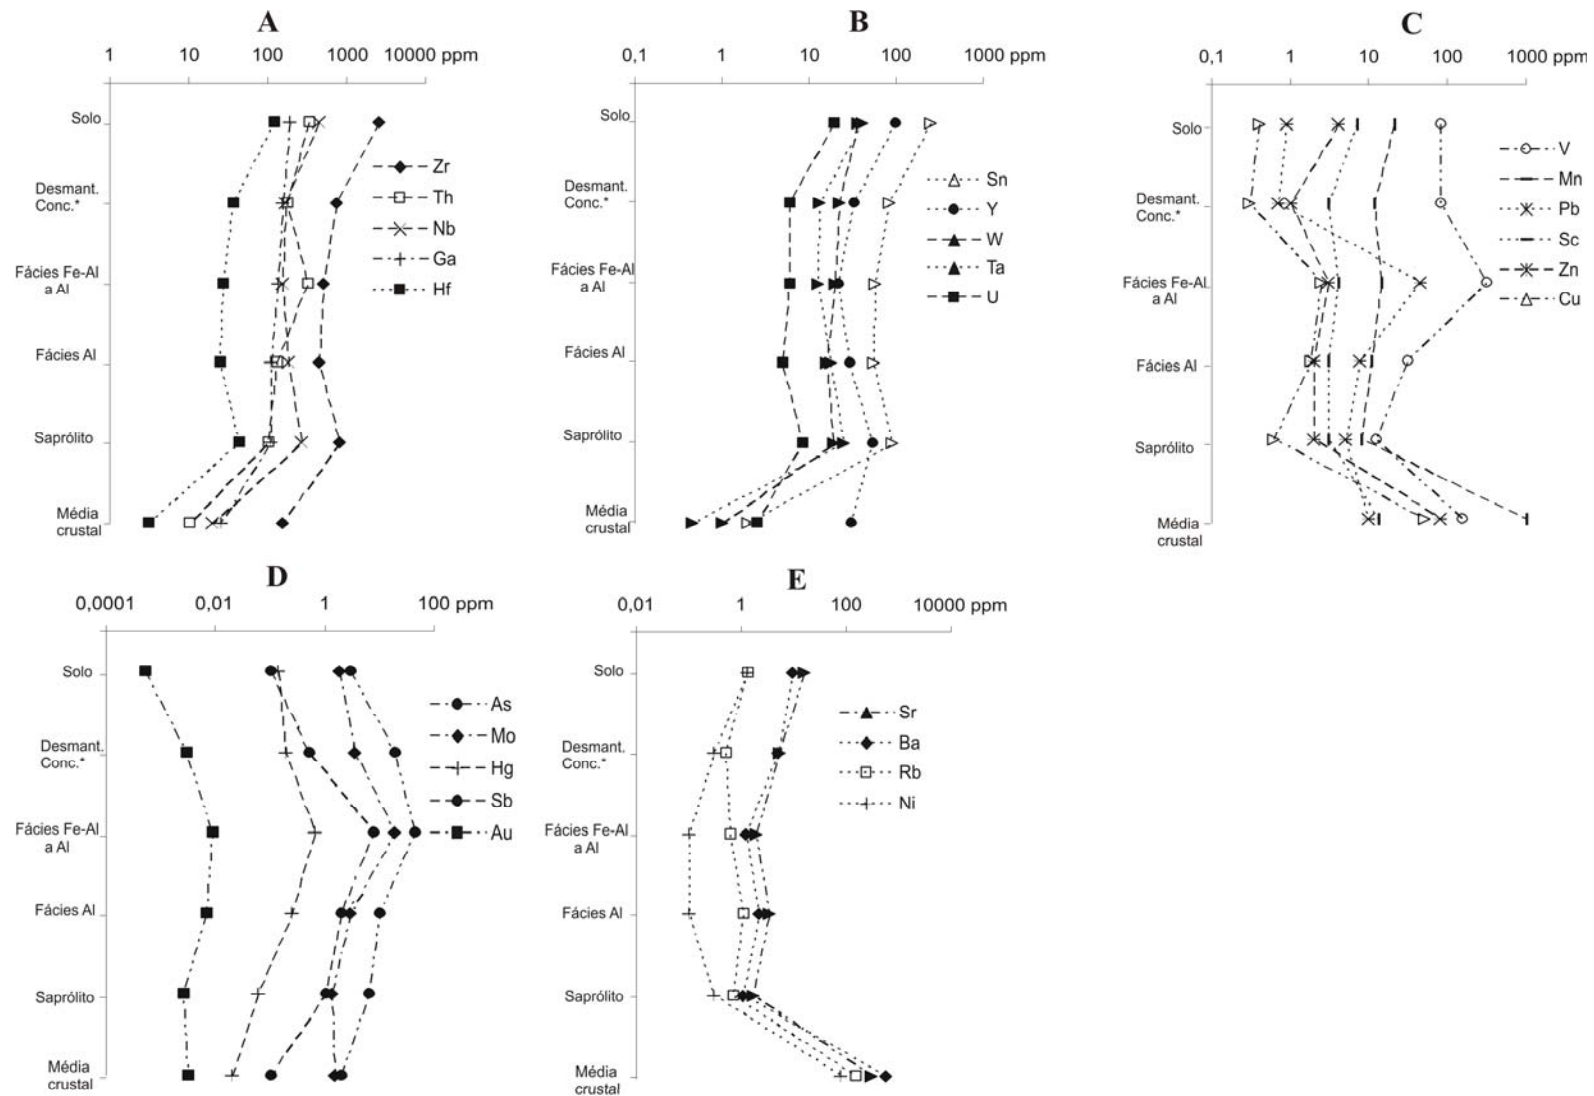 A
1 10 100 1000 10000 ppm
Solo
Desmant.
Conc.*
Fácies Fe-Al
a Al
Fácies Al
Saprólito
Média
crustal
Zr
Th
Nb
Ga
Hf
B
0,1 1 10 100 1000 ppm
Solo
Desmant.
Conc.*
Fácies Fe-Al
a Al
Fácies Al
Saprólito
Média
crustal
Sn
Y
W
Ta
U
C
0,1 1 10 100 1000 ppm
Solo
Desmant.
Conc.*
Fácies Fe-Al
a Al
Fácies Al
Saprólito
Média
crustal
V
Mn
Pb
Sc
Zn
Cu
D
0,0001 0,01 1 100 ppm
Solo
Desmant.
Conc.*
Fácies Fe-Al
a Al
Fácies Al
Saprólito
Média
crustal
As
Mo
Hg
Sb
Au
E
0,01 1 100 10000 ppm
Solo
Desmant.
Conc.*
Fácies Fe-Al
a Al
Fácies Al
Saprólito
Média
crustal
Sr
Ba
Rb
Ni